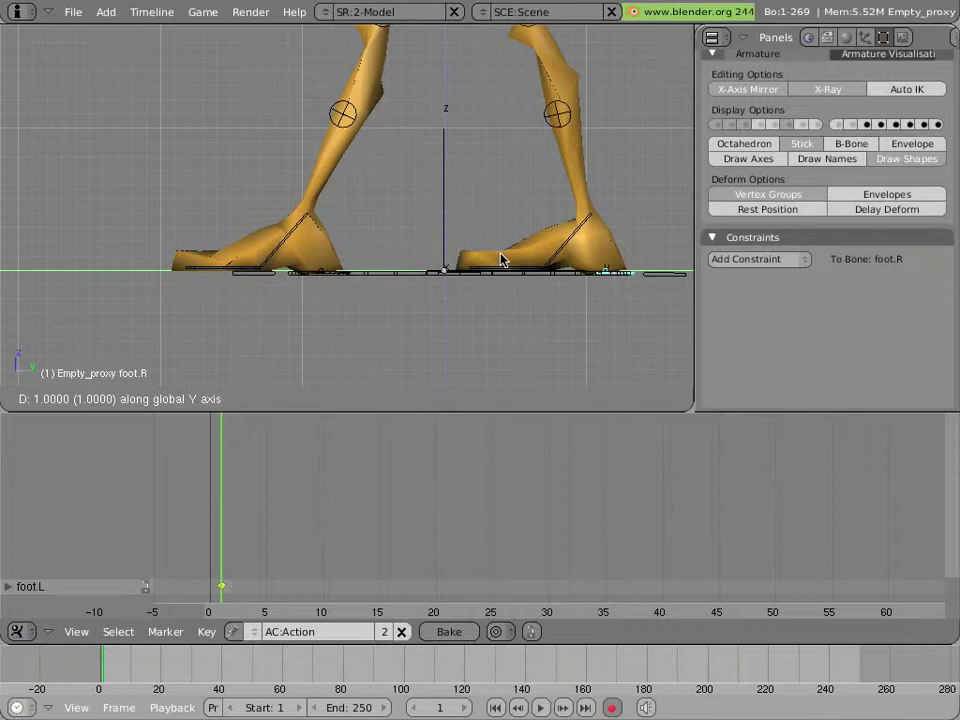 File Add Timeline Game Render Help SR:2-Model SCE:Scene www.blender.org 244 Bo:1-269 | Mem:5.52M Empty_proxy
Panels
Armature Armature Visualisati
Editing Options
X-Axis Mirror X-Ray Auto IK
Display Options
Octahedron Stick B-Bone Envelope
Draw Axes Draw Names Draw Shapes
Deform Options
Vertex Groups Envelopes
Rest Position Delay Deform
Constraints
Add Constraint To Bone: foot.R
z
z
y
(1) Empty_proxy foot.R
D: 1.0000 (1.0000) along global Y axis
foot.L
-10 -5 0 5 10 15 20 25 30 35 40 45 50 55 60
View Select Marker Key AC:Action 2 Bake
-20 0 20 40 60 80 100 120 140 160 180 200 220 240 260 280
View Frame Playback Pr Start: 1 End: 250 1